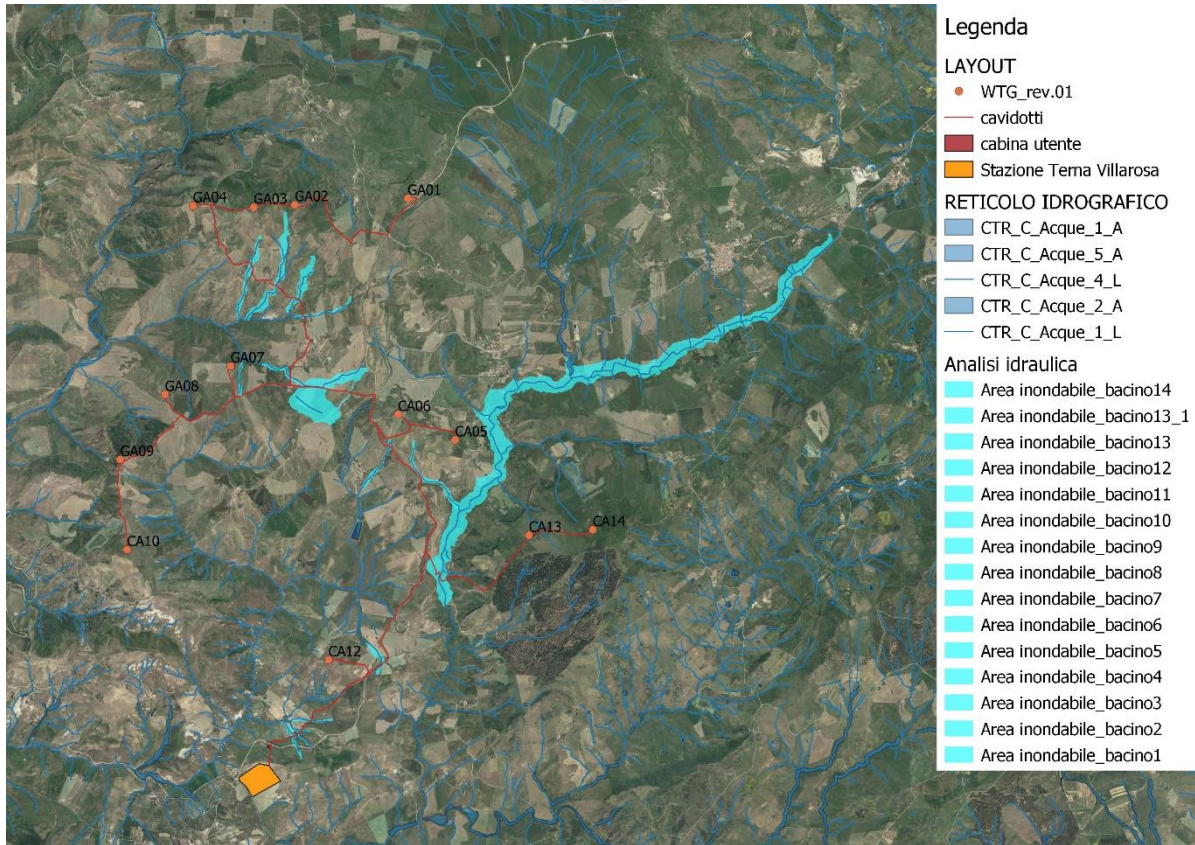 Legenda
LAYOUT
WTG_rev.01
cavidotti
cabina utente
Stazione Terna Villarosa
RETICOLO IDROGRAFICO
CTR_C_Acque_1_A
CTR_C_Acque_5_A
CTR_C_Acque_4_L
CTR_C_Acque_2_A
CTR_C_Acque_1_L
Analisi idraulica
Area inondabile_bacino14
Area inondabile_bacino13_1
Area inondabile_bacino13
Area inondabile_bacino12
Area inondabile_bacino11
Area inondabile_bacino10
Area inondabile_bacino9
Area inondabile_bacino8
Area inondabile_bacino7
Area inondabile_bacino6
Area inondabile_bacino5
Area inondabile_bacino4
Area inondabile_bacino3
Area inondabile_bacino2
Area inondabile_bacino1
GA04
GA03
GA02
GA01
GA07
GA08
CA06
CA05
GA09
CA13
CA14
CA10
CA12